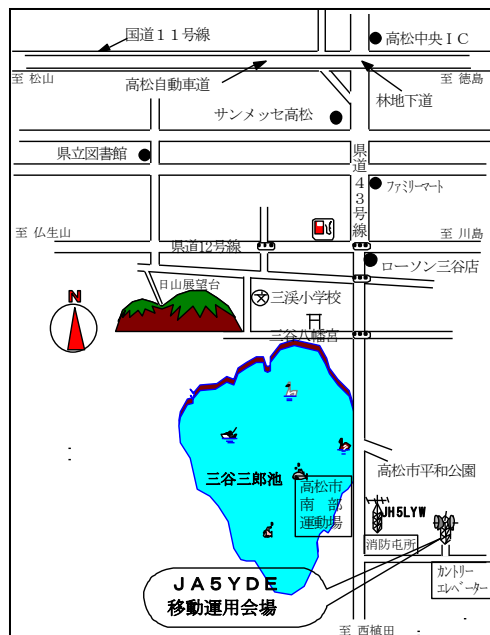 国道１１号線
高松中央ＩＣ
至 松山
高松自動車道
林地下道
至 徳島
サンメッセ高松
県立図書館
県道４３号線
ファミリーマート
至 仏生山
県道12号線
至 川島
ローソン三谷店
日山展望台
三渓小学校
N
三谷八幡宮
三谷三郎池
高松市
南 部
運動場
高松市平和公園
JH5LYW
消防屯所
カントリー
エレベーター
ＪＡ５ＹＤＥ
移動運用会場
至 西植田